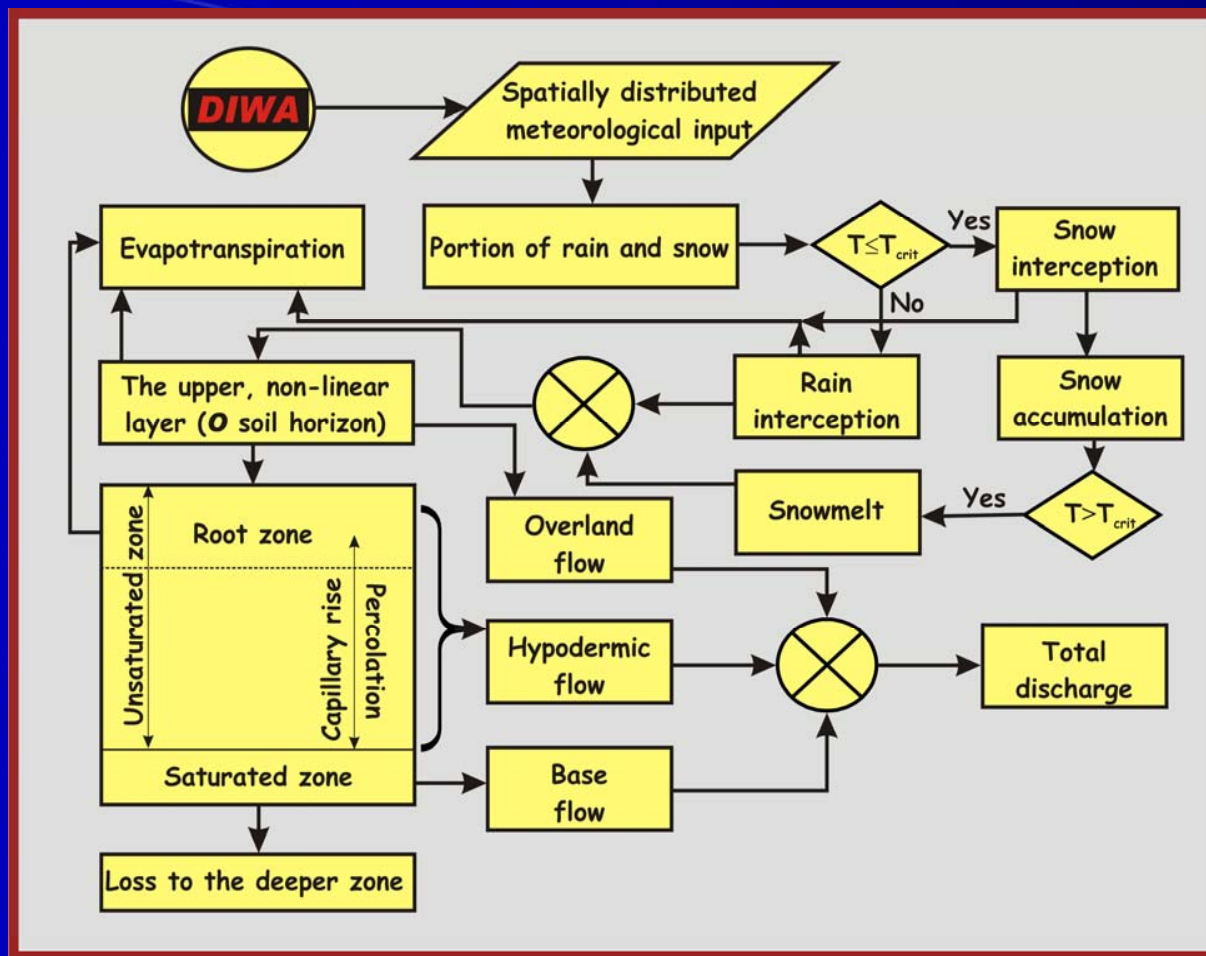 DIWA
Spatially distributed
meteorological input
Evapotranspiration
Portion of rain and snow
T≤Tcrit
Yes
Snow
interception
No
The upper, non-linear
layer (O soil horizon)
Rain
interception
Snow
accumulation
Snowmelt
Yes
T>Tcrit
Unsaturated zone
Root zone
Capillary rise
Percolation
Overland
flow
Hypodermic
flow
Total
discharge
Saturated zone
Base
flow
Loss to the deeper zone